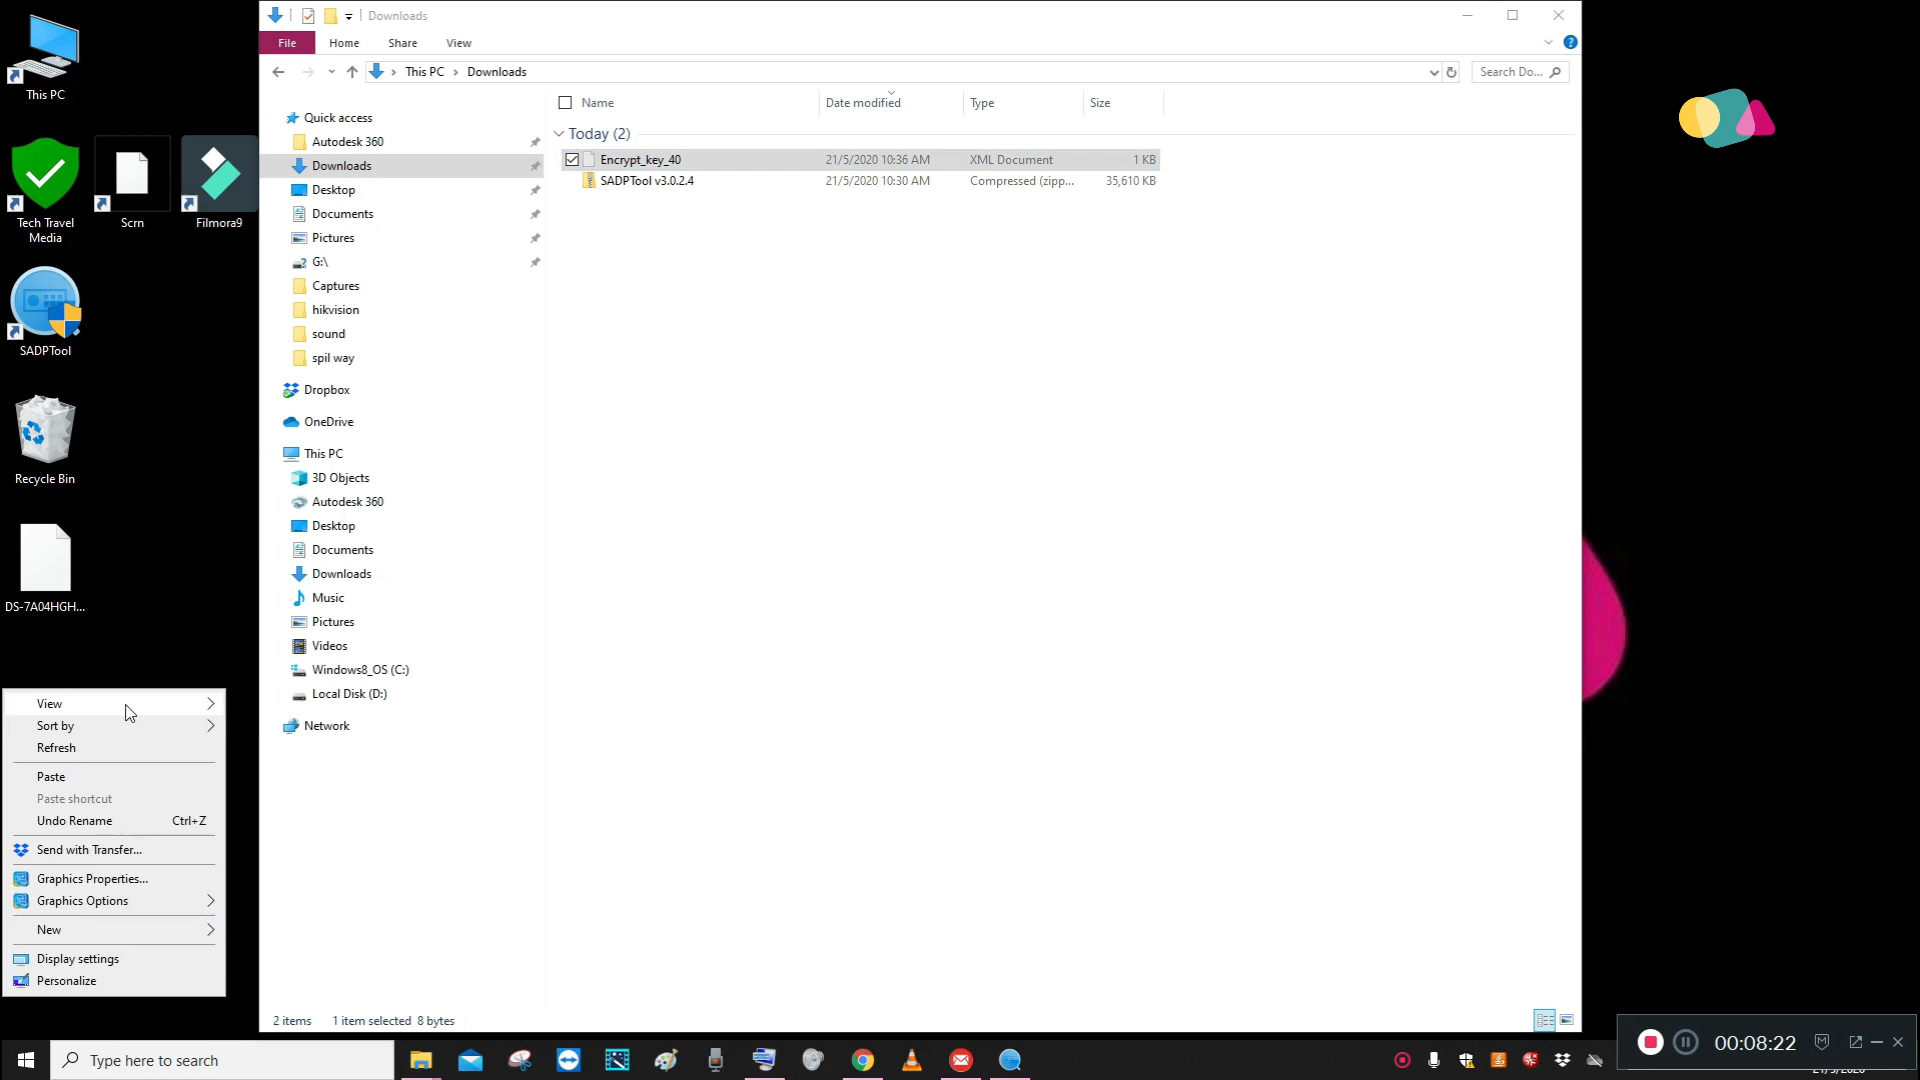 This PC
Tech Travel
Media
Scrn
Filmora9
SADPTool
Recycle Bin
DS-7A04HGH...
View
Sort by
Refresh
Paste
Paste shortcut
Undo Rename Ctrl+Z
Send with Transfer...
Graphics Properties...
Graphics Options
New
Display settings
Personalize
Downloads
File Home Share View
This PC > Downloads
Search Do...
Quick access
Autodesk 360
Downloads
Desktop
Documents
Pictures
G:\
Captures
hikvision
sound
spil way
Dropbox
OneDrive
This PC
3D Objects
Autodesk 360
Desktop
Documents
Downloads
Music
Pictures
Videos
Windows8_OS (C:)
Local Disk (D:)
Network
Name Date modified Type Size
Today (2)
Encrypt_key_40 21/5/2020 10:36 AM XML Document 1 KB
SADPTool v3.0.2.4 21/5/2020 10:30 AM Compressed (zipp... 35,610 KB
2 items 1 item selected 8 bytes
Type here to search
00:08:22